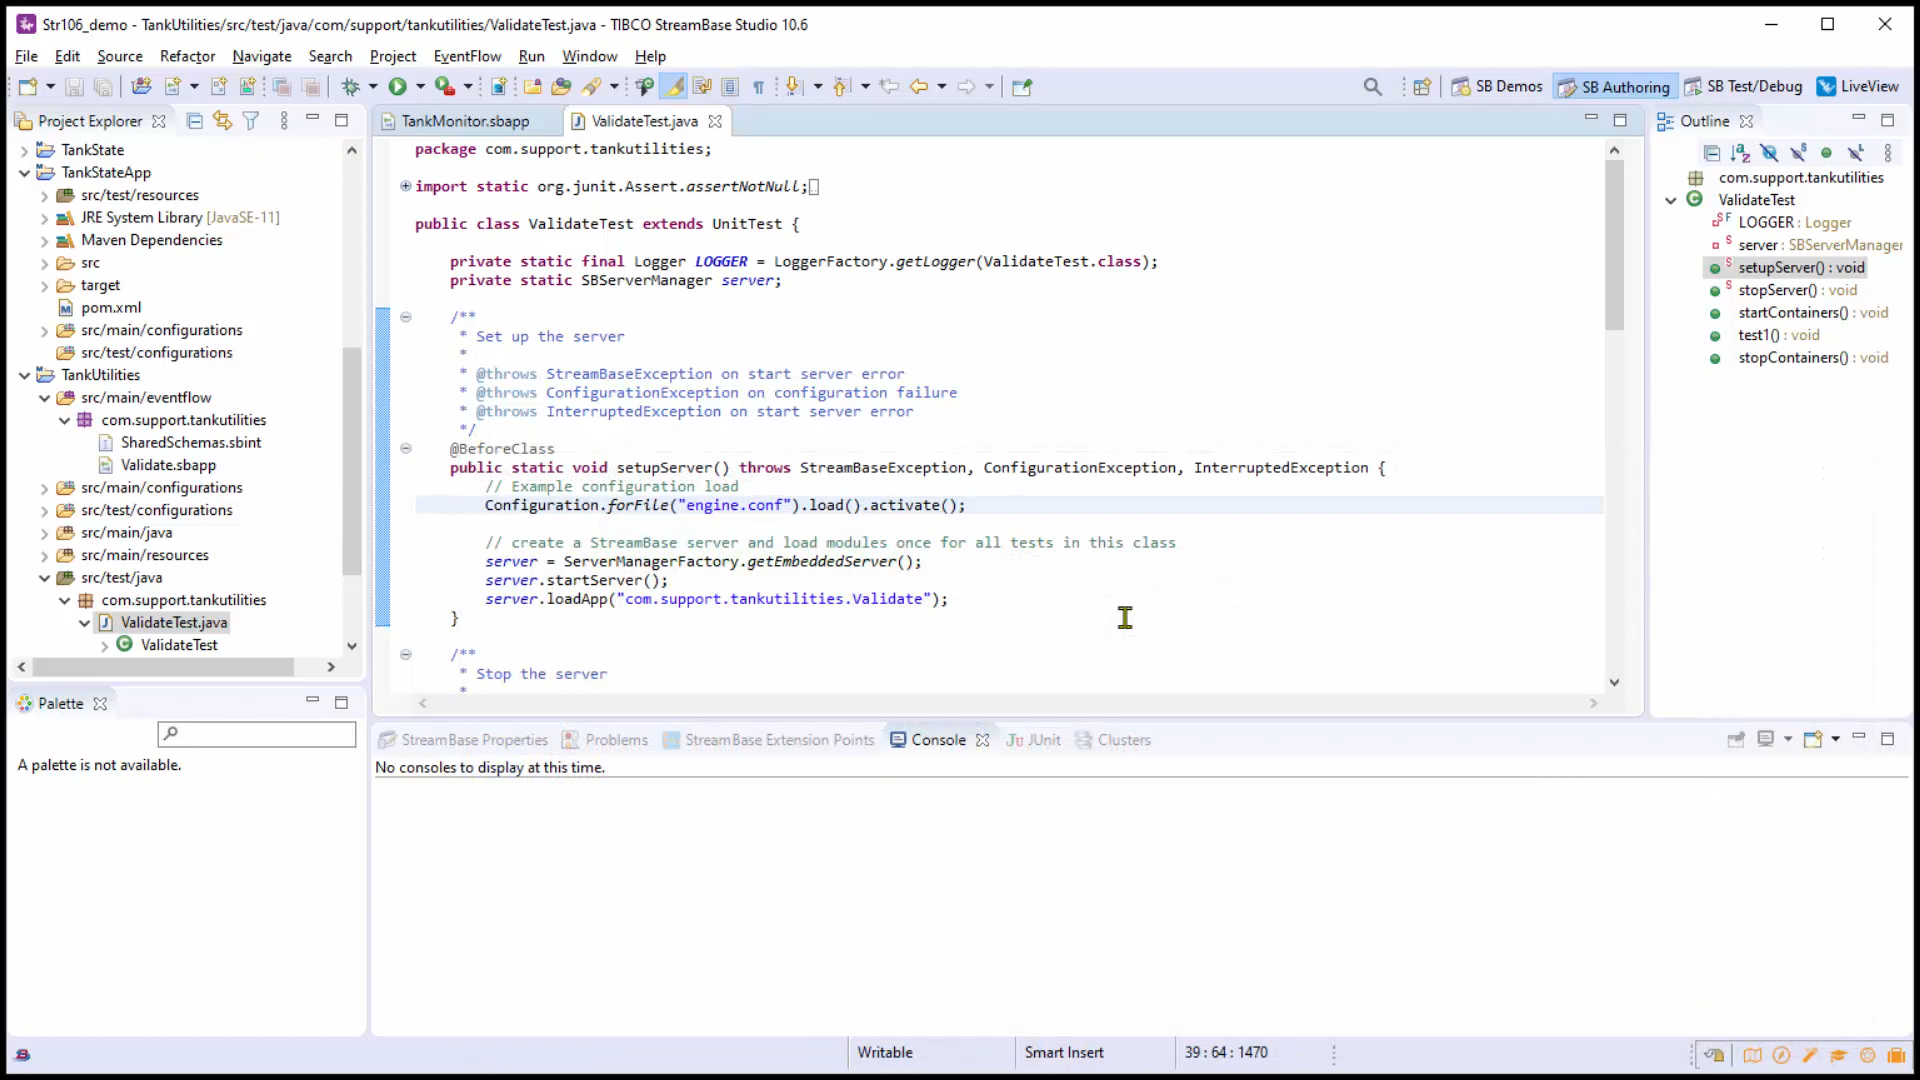 Str106_demo - TankUtilities/src/test/java/com/support/tankutilities/ValidateTest.java - TIBCO StreamBase Studio 10.6
File Edit Source Refactor Navigate Search Project EventFlow Run Window Help
SB Demos SB Authoring SB Test/Debug LiveView
Project Explorer
TankState
TankStateApp
src/test/resources
JRE System Library [JavaSE-11]
Maven Dependencies
src
target
pom.xml
src/main/configurations
src/test/configurations
TankUtilities
src/main/eventflow
com.support.tankutilities
SharedSchemas.sbint
Validate.sbapp
src/main/configurations
src/test/configurations
src/main/java
src/main/resources
src/test/java
com.support.tankutilities
ValidateTest.java
ValidateTest
Palette
A palette is not available.
TankMonitor.sbapp ValidateTest.java
package com.support.tankutilities;
import static org.junit.Assert.assertNotNull;
public class ValidateTest extends UnitTest {
private static final Logger LOGGER = LoggerFactory.getLogger(ValidateTest.class);
private static SBServerManager server;
/**
* Set up the server
*
* @throws StreamBaseException on start server error
* @throws ConfigurationException on configuration failure
* @throws InterruptedException on start server error
*/
@BeforeClass
public static void setupServer() throws StreamBaseException, ConfigurationException, InterruptedException {
// Example configuration load
Configuration.forFile("engine.conf").load().activate();
// create a StreamBase server and load modules once for all tests in this class
server = ServerManagerFactory.getEmbeddedServer();
server.startServer();
server.loadApp("com.support.tankutilities.Validate");
}
/**
* Stop the server
*
Outline
com.support.tankutilities
ValidateTest
LOGGER : Logger
server : SBServerManager
setupServer() : void
stopServer() : void
startContainers() : void
test1() : void
stopContainers() : void
StreamBase Properties Problems StreamBase Extension Points Console JUnit Clusters
No consoles to display at this time.
Writable Smart Insert 39 : 64 : 1470